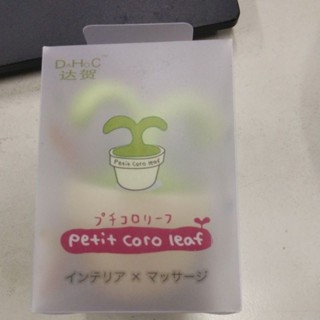 DaHoC™
达贺
Petit Coro leaf
プチコロリーフ
Petit Coro leaf
インテリア × マッサージ